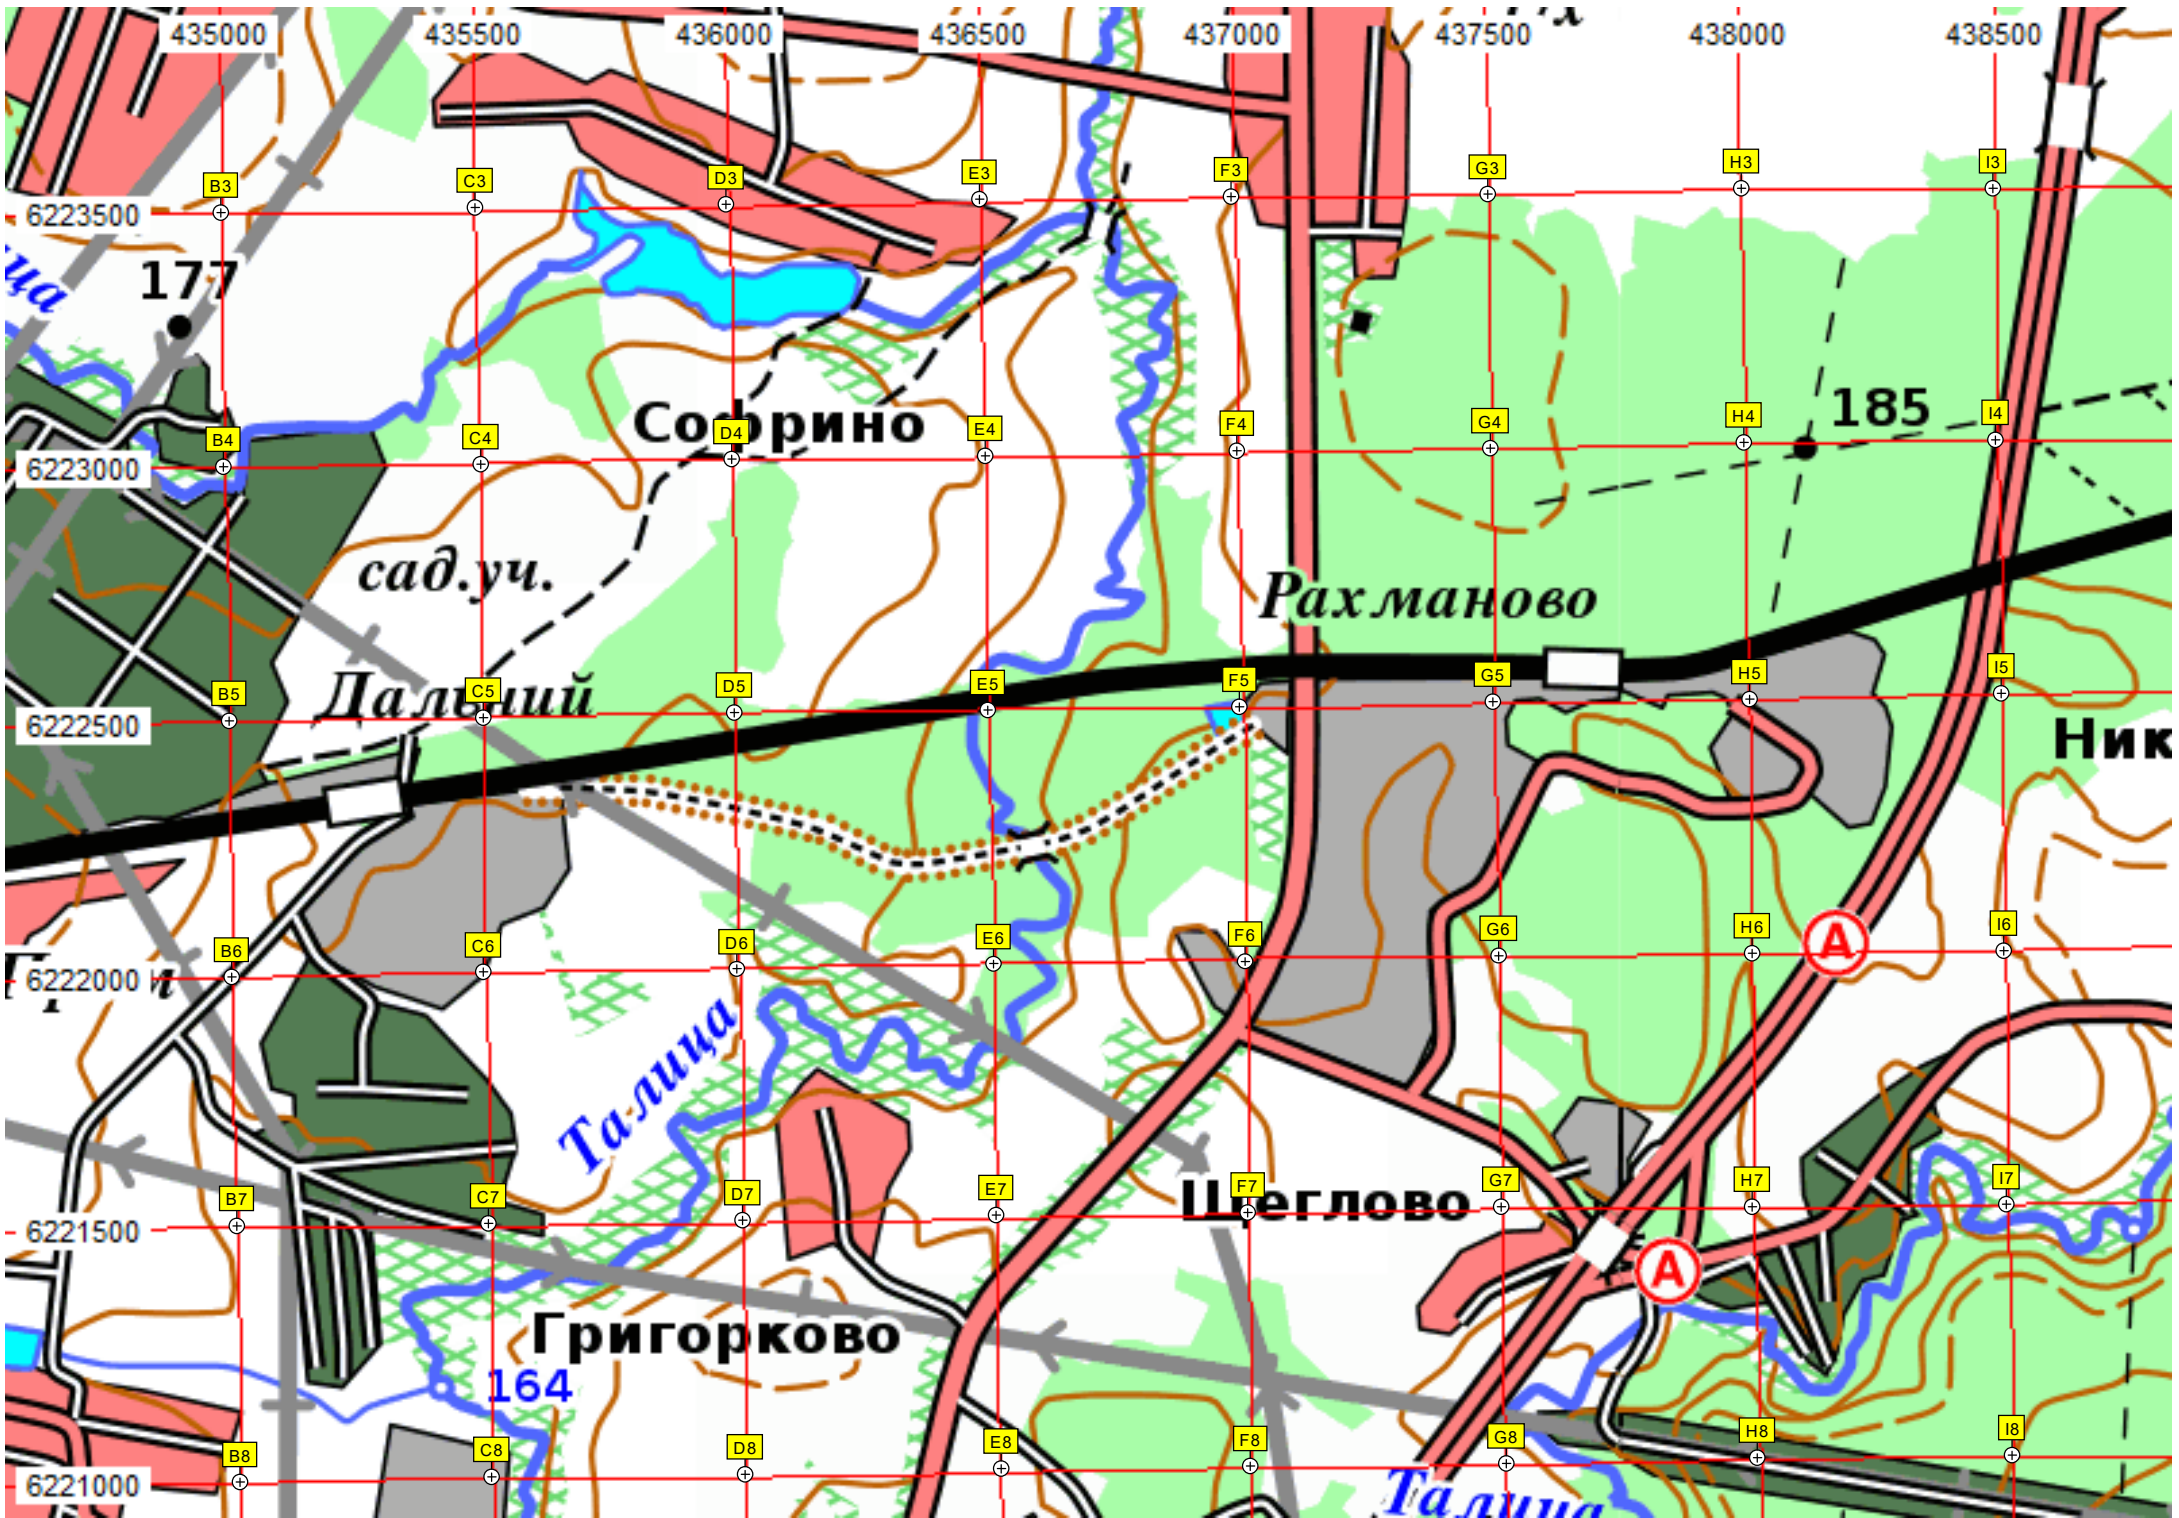 435000 435500 436000 436500 437000 437500 438000 438500
B3 C3 D3 E3 F3 G3 H3 I3
6223500
177
ица
Софрино
185
B4 C4 D4 E4 F4 G4 H4 I4
6223000
сад.уч.
Рахманово
Дальний
B5 C5 D5 E5 F5 G5 H5 I5
6222500
Ник
A
B6 C6 D6 E6 F6 G6 H6 I6
6222000
Талица
B7 C7 D7 E7 F7 G7 H7 I7
Щеглово
6221500
A
Григорково
164
B8 C8 D8 E8 F8 G8 H8 I8
6221000
Талица